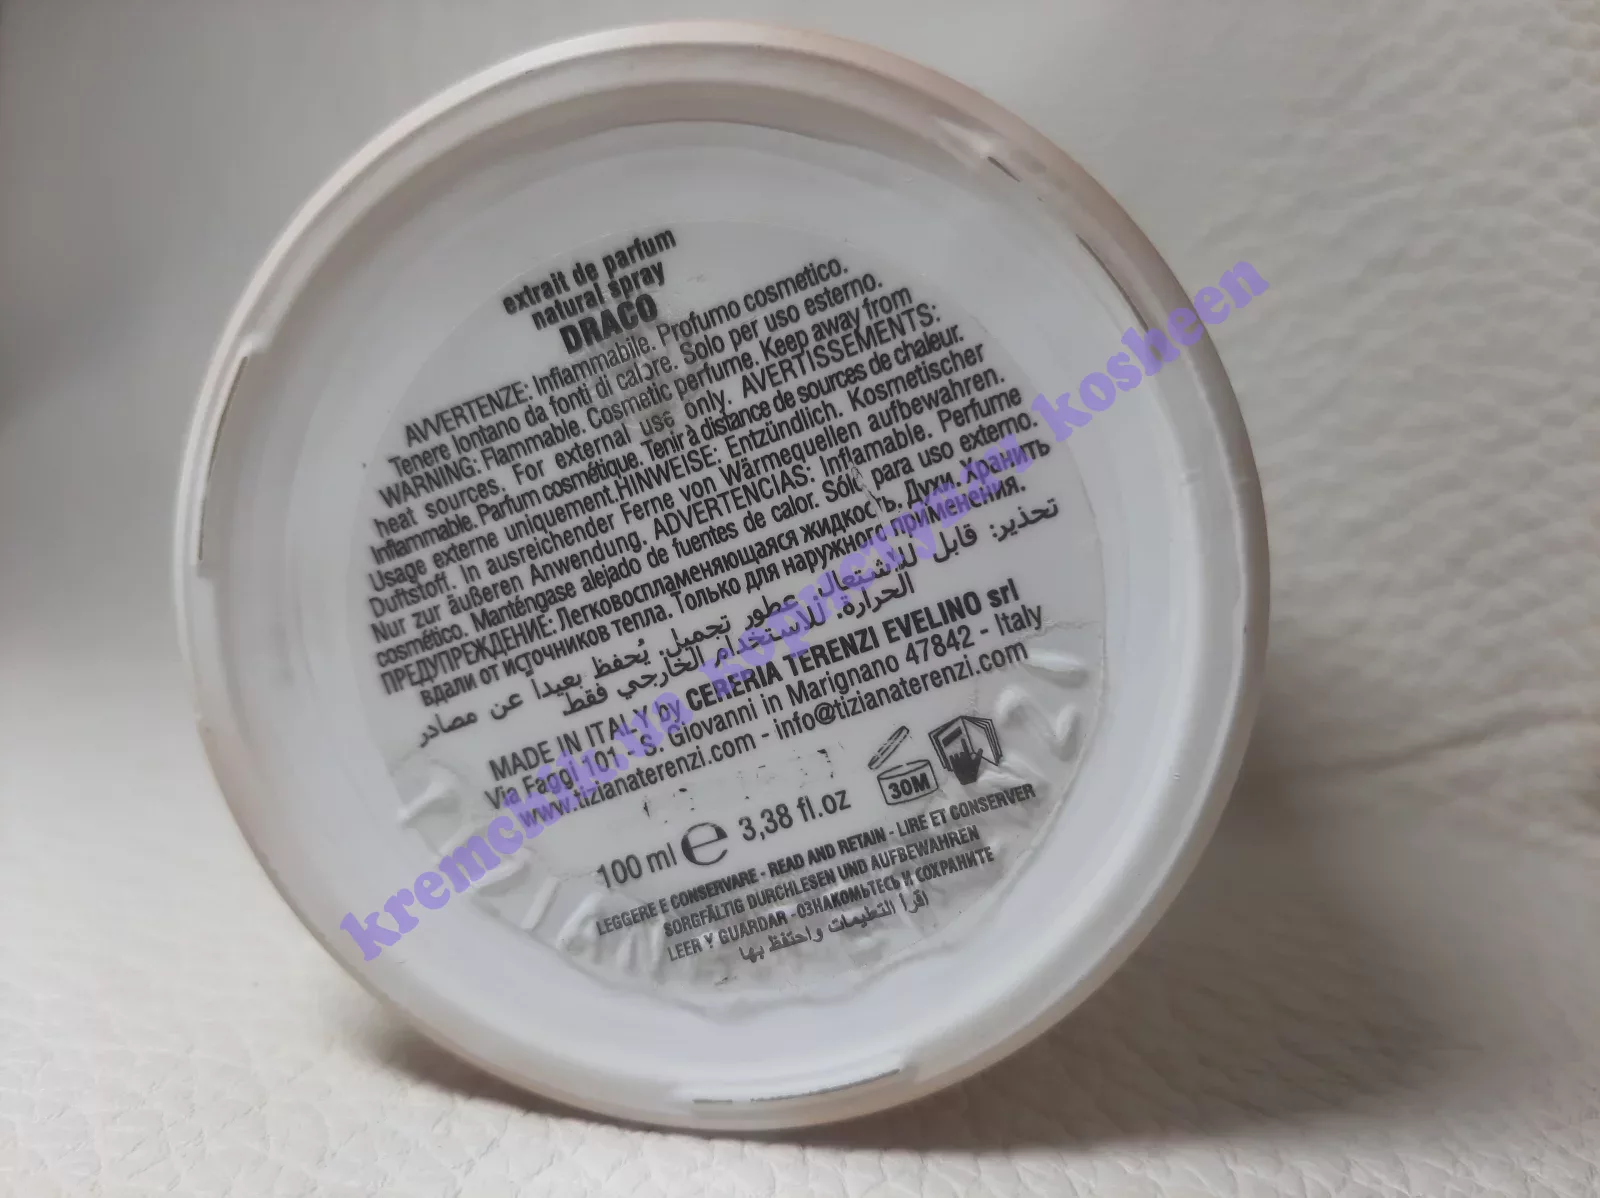 extrait de parfum
natural spray
DRACO
AVVERTENZE: Infiammabile. Profumo cosmetico.
Tenere lontano da fonti di calore. Solo per uso esterno.
WARNING: Flammable. Cosmetic perfume. Keep away from
heat sources. For external use only. AVERTISSEMENTS:
Inflammable. Parfum cosmétique. Tenir à distance de sources de chaleur.
Usage externe uniquement. HINWEISE: Entzündlich. Kosmetischer
Duftstoff. In ausreichender Ferne von Wärmequellen aufbewahren.
Nur zur äußeren Anwendung. ADVERTENCIAS: Inflamable. Perfume
cosmético. Manténgase alejado de fuentes de calor. Sólo para uso externo.
ПРЕДУПРЕЖДЕНИЕ: Легковоспламеняющаяся жидкость. Духи. Хранить
вдали от источников тепла. Только для наружного применения.
تحذير: قابل للاشتعال. عطور تجميل. يُحفظ بعيدا عن مصادر
الحرارة. للاستخدام الخارجي فقط
MADE IN ITALY by CERERIA TERENZI EVELINO srl
Via Faggi 101 - S. Giovanni in Marignano 47842 - Italy
www.tizianaterenzi.com - info@tizianaterenzi.com
100 ml e 3,38 fl.oz
30M
LEGGERE E CONSERVARE - READ AND RETAIN - LIRE ET CONSERVER
SORGFÄLTIG DURCHLESEN UND AUFBEWAHREN
LEER Y GUARDAR - ОЗНАКОМЬТЕСЬ И СОХРАНИТЕ
اقرأ التعليمات واحتفظ بها
kremchik.ua користувач kosheen